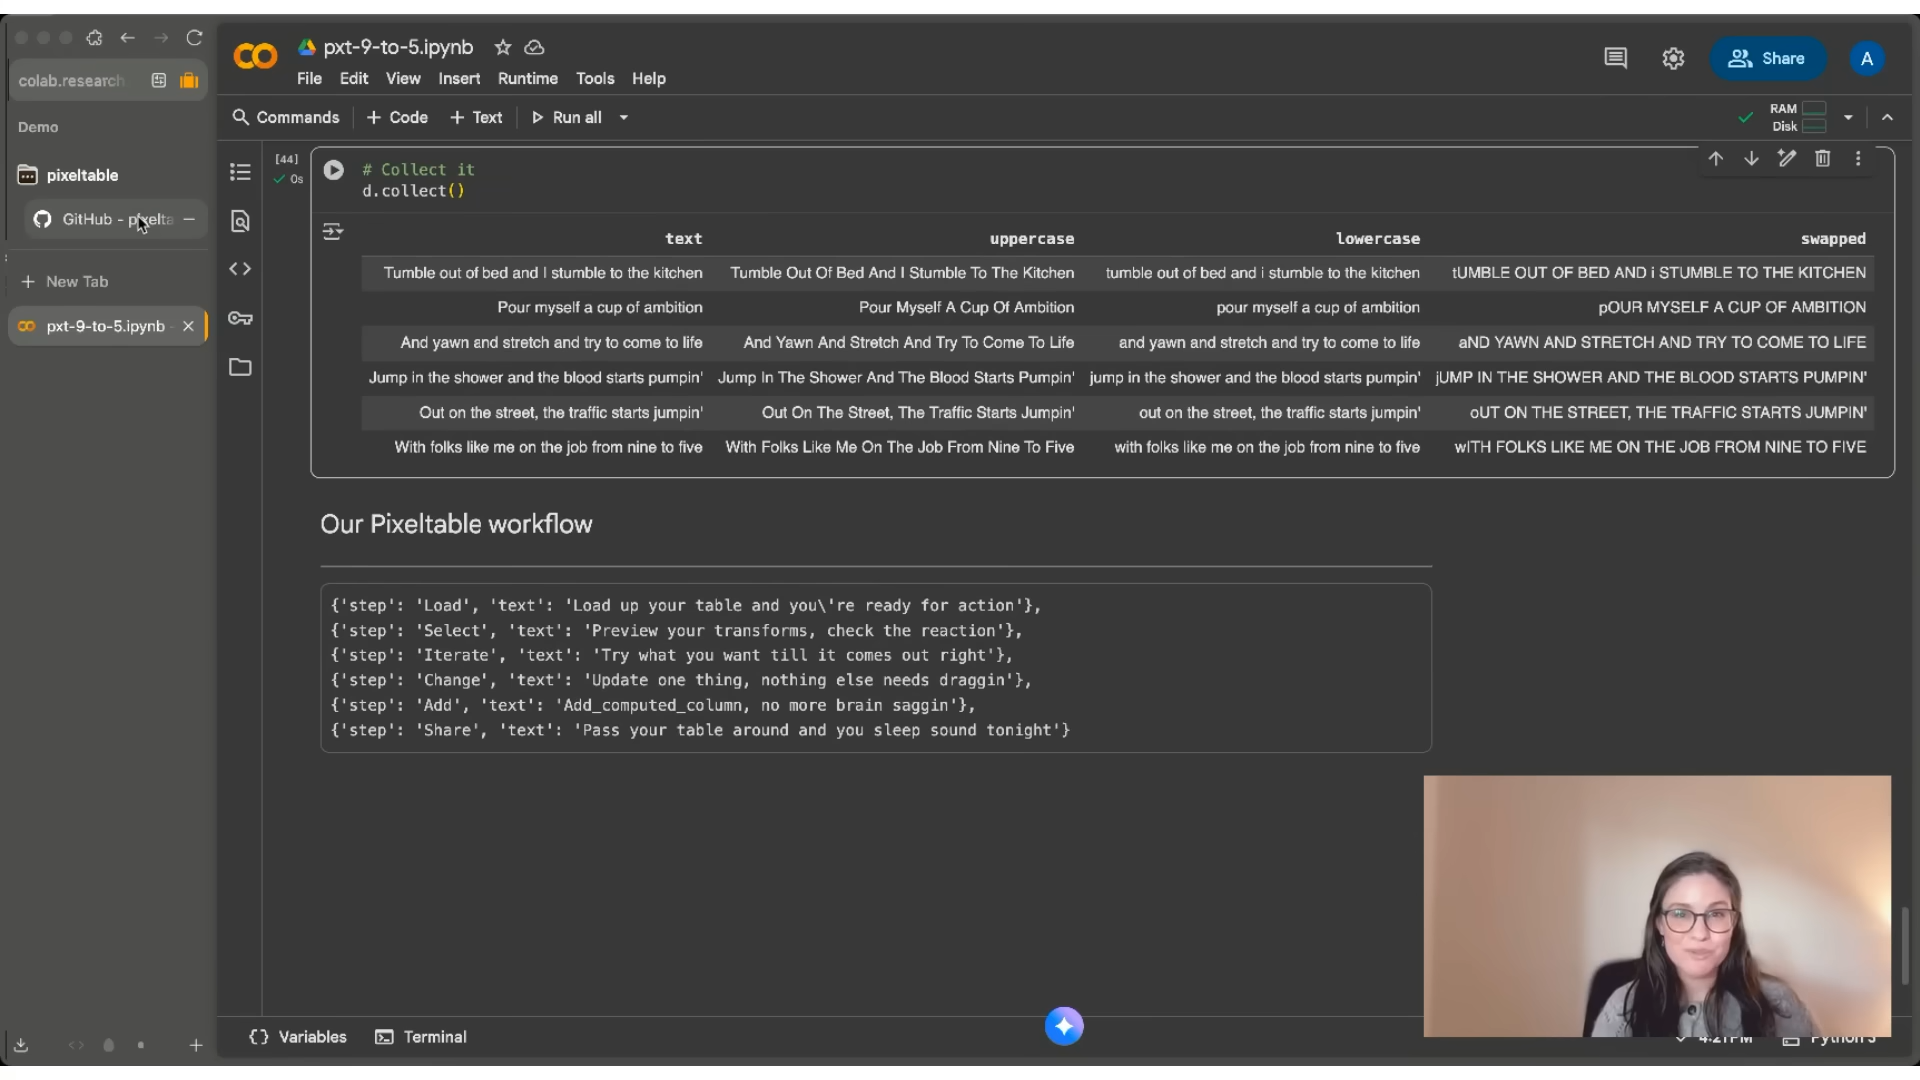 colab.research
Demo
pixeltable
GitHub - pixelta
New Tab
pxt-9-to-5.ipynb -
pxt-9-to-5.ipynb
File Edit View Insert Runtime Tools Help
Share
A
Commands + Code + Text Run all
RAM
Disk
[44]
0s
# Collect it
d.collect()
text uppercase lowercase swapped
Tumble out of bed and I stumble to the kitchen Tumble Out Of Bed And I Stumble To The Kitchen tumble out of bed and i stumble to the kitchen tUMBLE OUT OF BED AND i STUMBLE TO THE KITCHEN
Pour myself a cup of ambition Pour Myself A Cup Of Ambition pour myself a cup of ambition pOUR MYSELF A CUP OF AMBITION
And yawn and stretch and try to come to life And Yawn And Stretch And Try To Come To Life and yawn and stretch and try to come to life aND YAWN AND STRETCH AND TRY TO COME TO LIFE
Jump in the shower and the blood starts pumpin' Jump In The Shower And The Blood Starts Pumpin' jump in the shower and the blood starts pumpin' jUMP IN THE SHOWER AND THE BLOOD STARTS PUMPIN'
Out on the street, the traffic starts jumpin' Out On The Street, The Traffic Starts Jumpin' out on the street, the traffic starts jumpin' oUT ON THE STREET, THE TRAFFIC STARTS JUMPIN'
With folks like me on the job from nine to five With Folks Like Me On The Job From Nine To Five with folks like me on the job from nine to five wITH FOLKS LIKE ME ON THE JOB FROM NINE TO FIVE
Our Pixeltable workflow
{'step': 'Load', 'text': 'Load up your table and you\'re ready for action'},
{'step': 'Select', 'text': 'Preview your transforms, check the reaction'},
{'step': 'Iterate', 'text': 'Try what you want till it comes out right'},
{'step': 'Change', 'text': 'Update one thing, nothing else needs draggin'},
{'step': 'Add', 'text': 'Add_computed_column, no more brain saggin'},
{'step': 'Share', 'text': 'Pass your table around and you sleep sound tonight'}
Variables Terminal
4:21PM Python 3